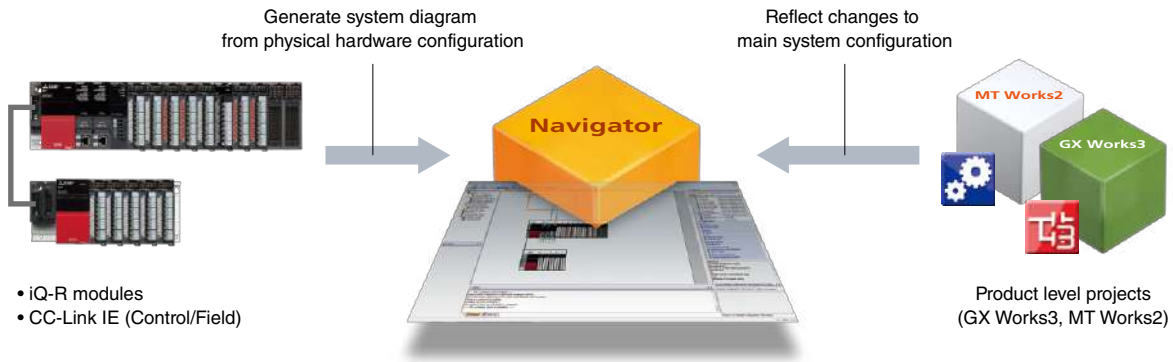 Generate system diagram
from physical hardware configuration
Reflect changes to
main system configuration
Navigator
MT Works2
GX Works3
• iQ-R modules
• CC-Link IE (Control/Field)
Product level projects
(GX Works3, MT Works2)